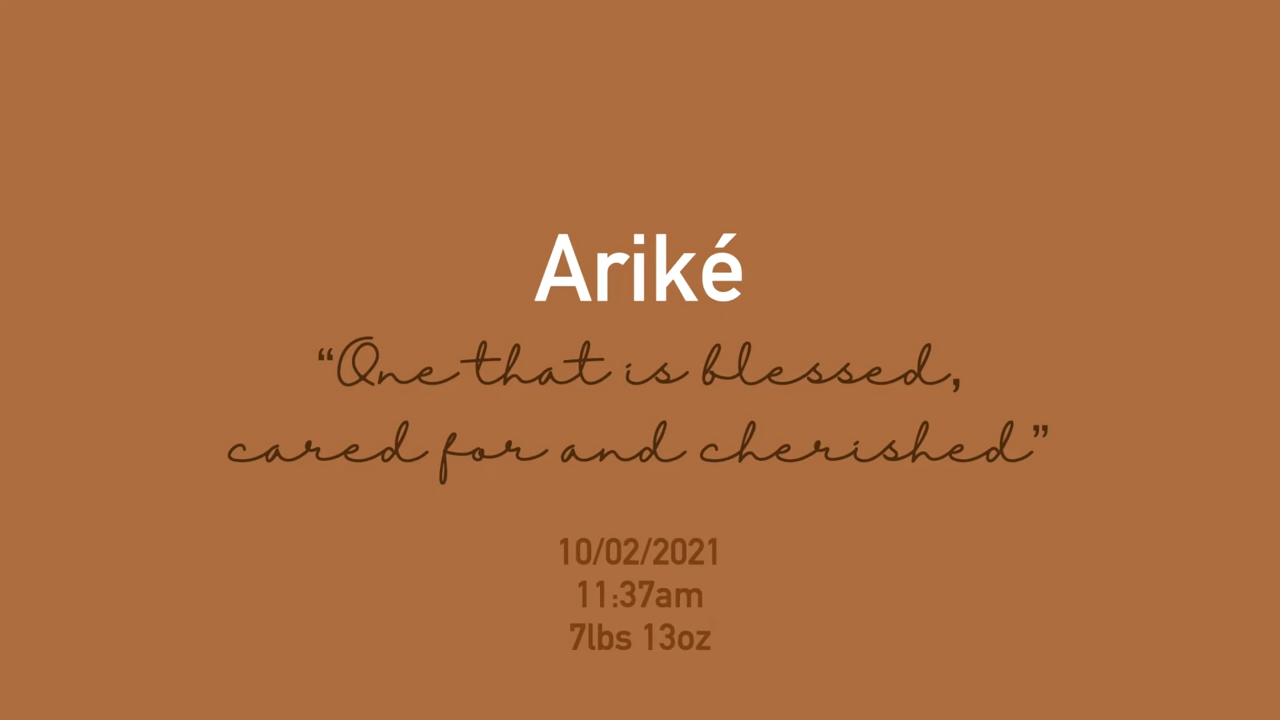 Ariké
“One that is blessed,
cared for and cherished”
10/02/2021
11:37am
7lbs 13oz